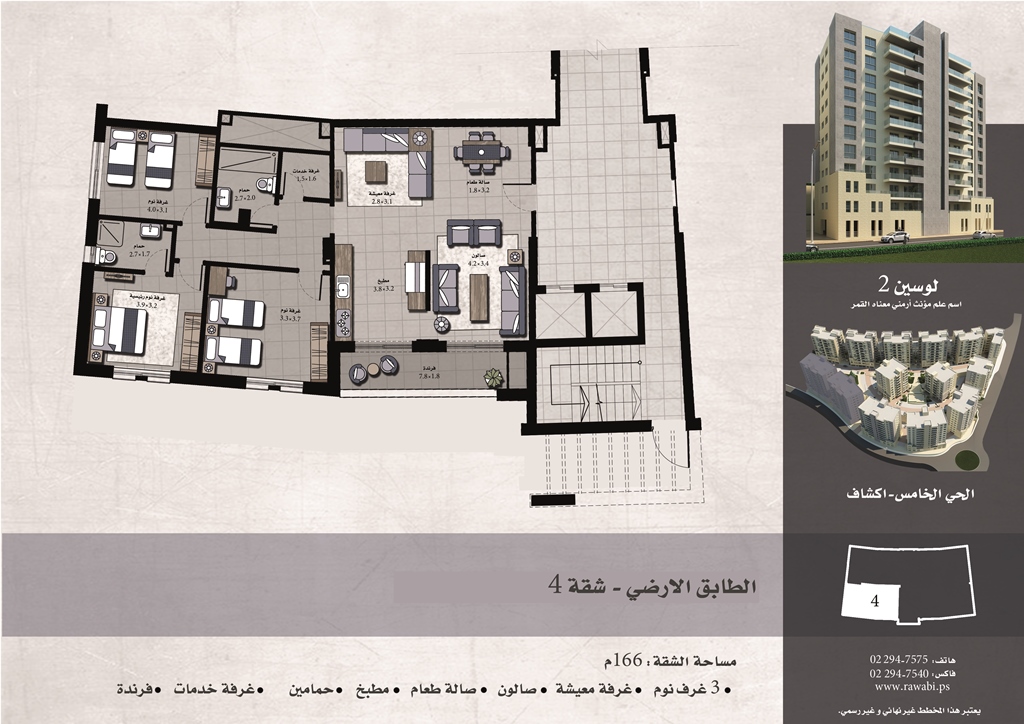 غرفة خدمات
1.5*1.6
حمام
2.7*2.0
غرفة نوم
4.0*3.1
حمام
2.7*1.7
غرفة نوم رئيسية
3.9*3.2
غرفة نوم
3.3*3.7
صالة طعام
1.8*3.2
غرفة معيشة
2.8*3.1
صالون
4.2*3.4
مطبخ
3.8*3.2
فرندة
7.8*1.8
لوسين 2
اسم علم مؤنث أرمني معناه القمر
الحي الخامس-اكشاف
الطابق الارضي - شقة 4
4
مساحة الشقة: 166م
• 3 غرف نوم • غرفة معيشة • صالون • صالة طعام • مطبخ • حمامين • غرفة خدمات • فرندة
هاتف: 02 294-7575
فاكس: 02 294-7540
www.rawabi.ps
يعتبر هذا المخطط غير نهائي و غير رسمي.